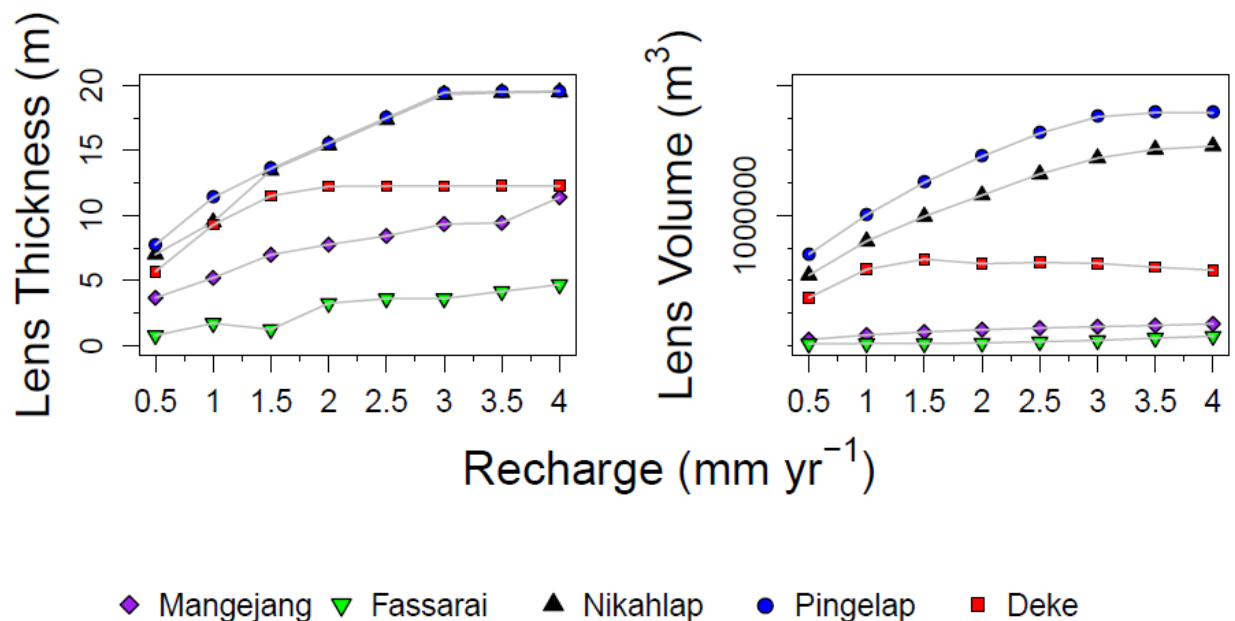 Lens Thickness (m)
20
15
10
5
0
0.5 1 1.5 2 2.5 3 3.5 4
Lens Volume (m³)
10000000
0.5 1 1.5 2 2.5 3 3.5 4
Recharge (mm yr⁻¹)
Mangejang Fassarai Nikahlap Pingelap Deke